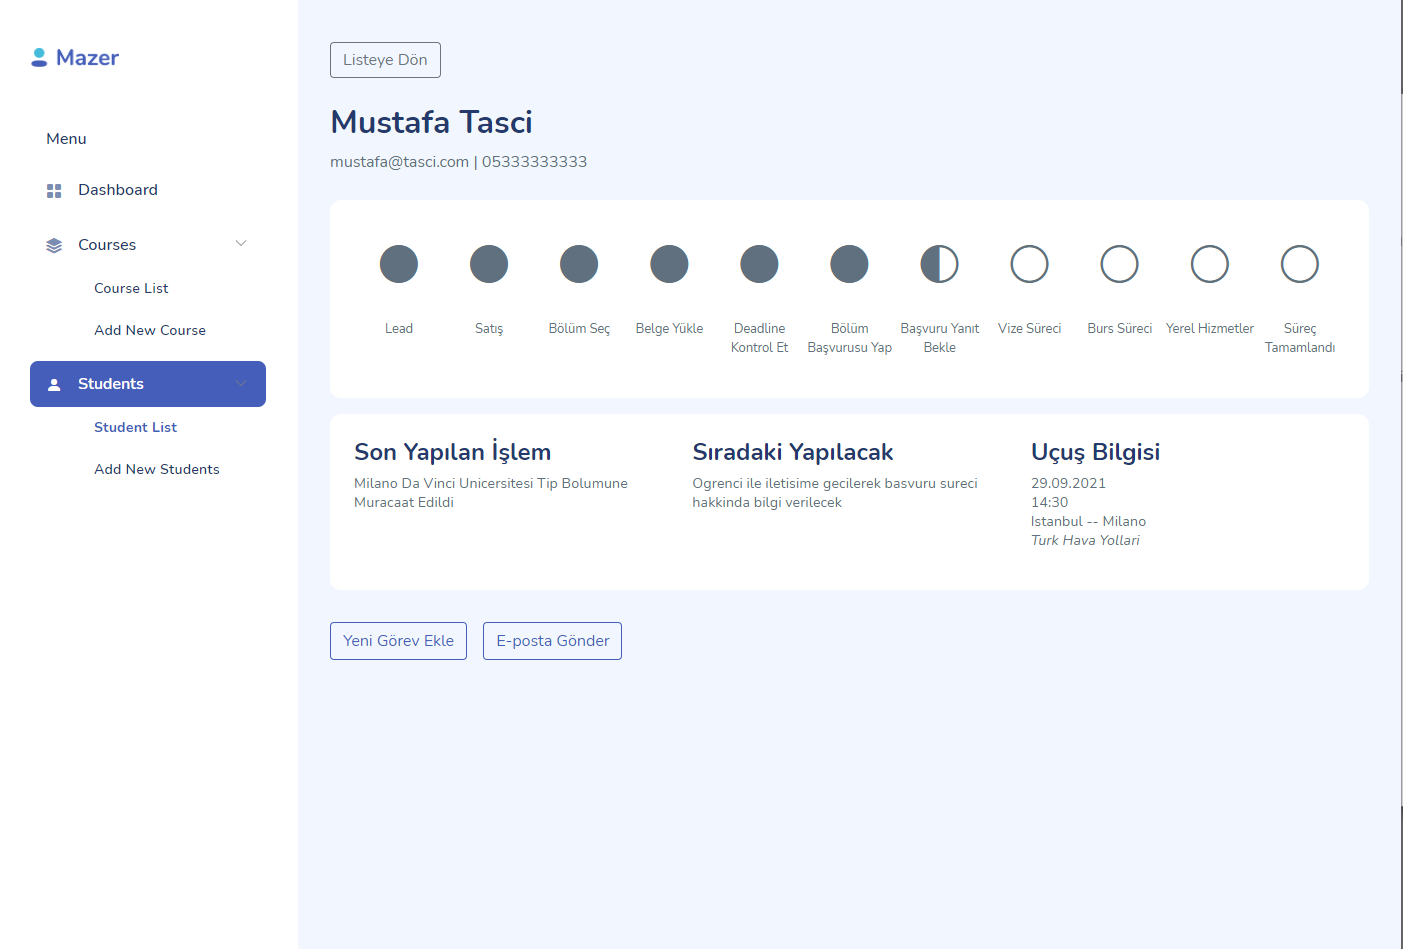 Mazer
Menu
Dashboard
Courses
Course List
Add New Course
Students
Student List
Add New Students
Listeye Dön
Mustafa Tasci
mustafa@tasci.com | 05333333333
Lead
Satış
Bölüm Seç
Belge Yükle
Deadline
Kontrol Et
Bölüm
Başvurusu Yap
Başvuru Yanıt
Bekle
Vize Süreci
Burs Süreci
Yerel Hizmetler
Süreç
Tamamlandı
Son Yapılan İşlem
Milano Da Vinci Unicersitesi Tip Bolumune
Muracaat Edildi
Sıradaki Yapılacak
Ogrenci ile iletisime gecilerek basvuru sureci
hakkinda bilgi verilecek
Uçuş Bilgisi
29.09.2021
14:30
Istanbul -- Milano
Turk Hava Yollari
Yeni Görev Ekle
E-posta Gönder